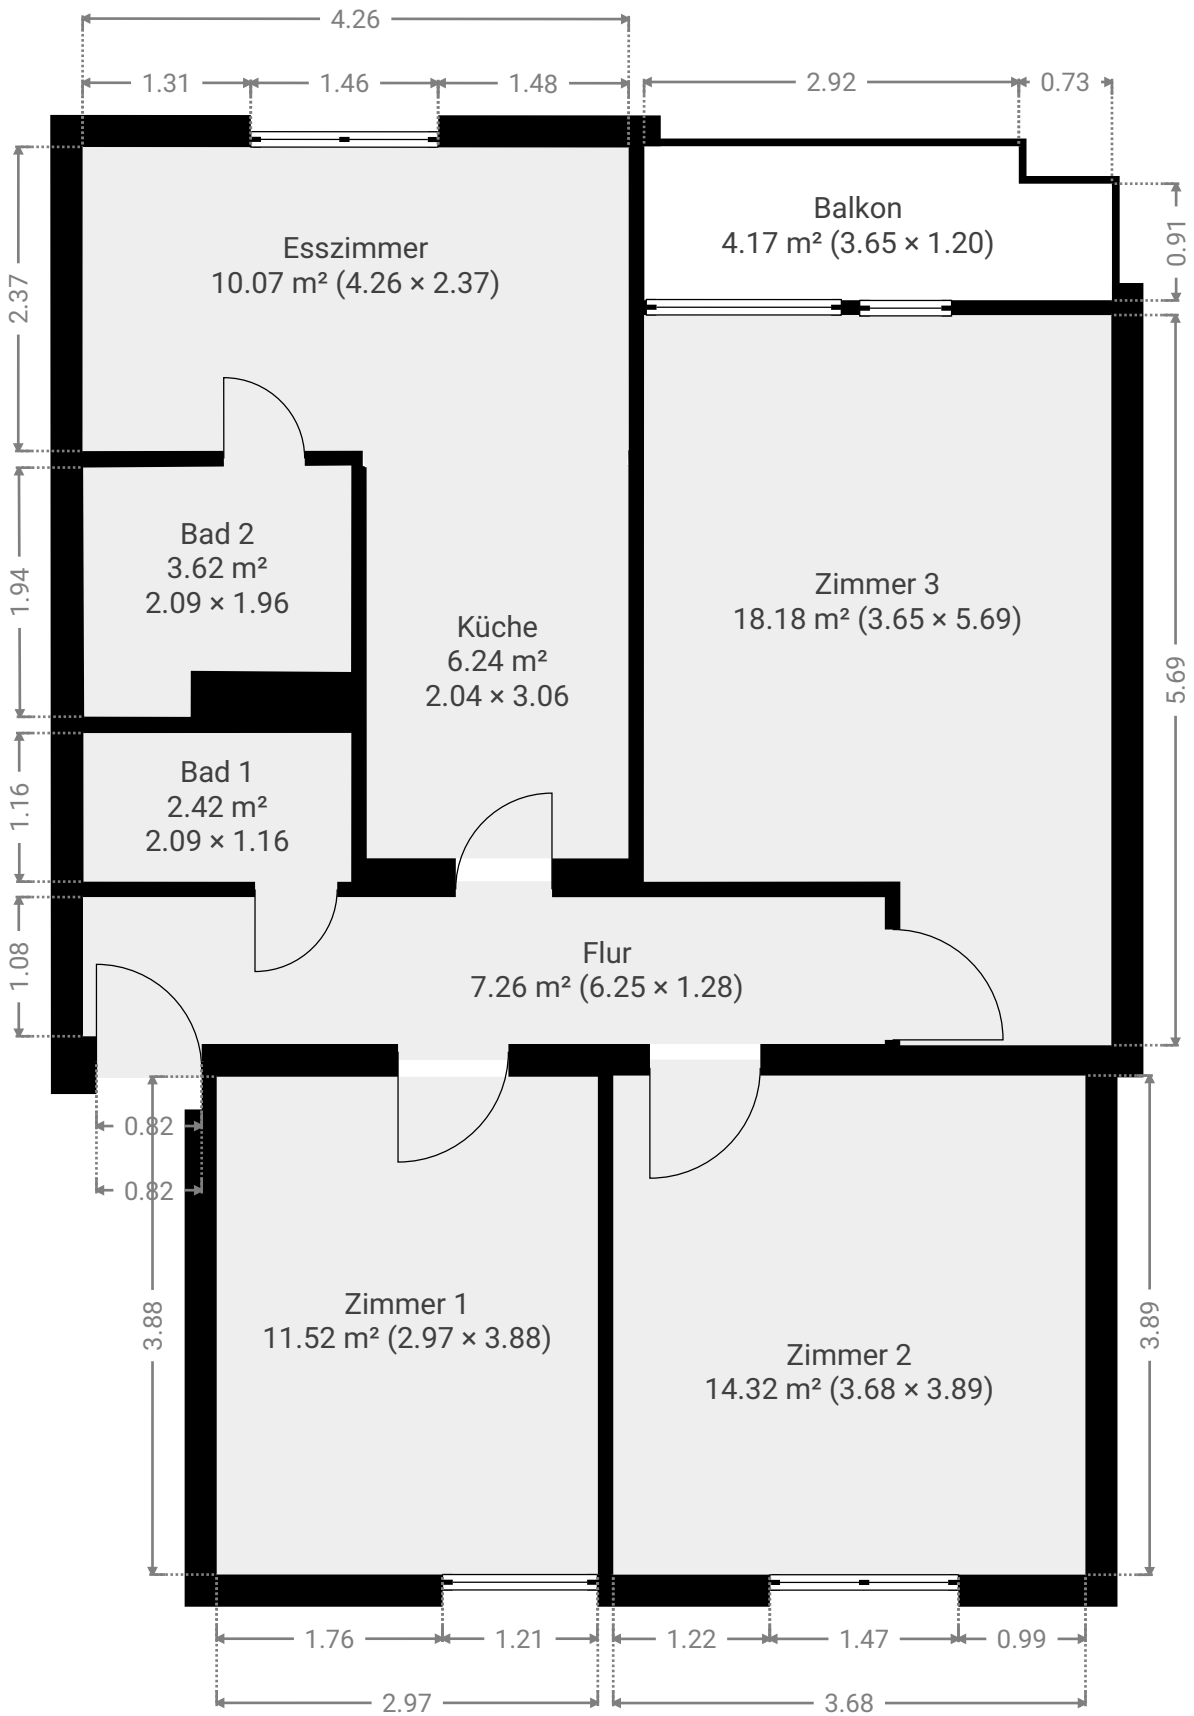 4.26
1.31
1.46
1.48
2.92
0.73
Balkon
4.17 m² (3.65 × 1.20)
0.91
Esszimmer
10.07 m² (4.26 × 2.37)
2.37
Bad 2
3.62 m²
2.09 × 1.96
1.94
Küche
6.24 m²
2.04 × 3.06
Zimmer 3
18.18 m² (3.65 × 5.69)
5.69
Bad 1
2.42 m²
2.09 × 1.16
1.16
Flur
7.26 m² (6.25 × 1.28)
1.08
0.82
0.82
Zimmer 1
11.52 m² (2.97 × 3.88)
3.88
Zimmer 2
14.32 m² (3.68 × 3.89)
3.89
1.76
1.21
1.22
1.47
0.99
2.97
3.68